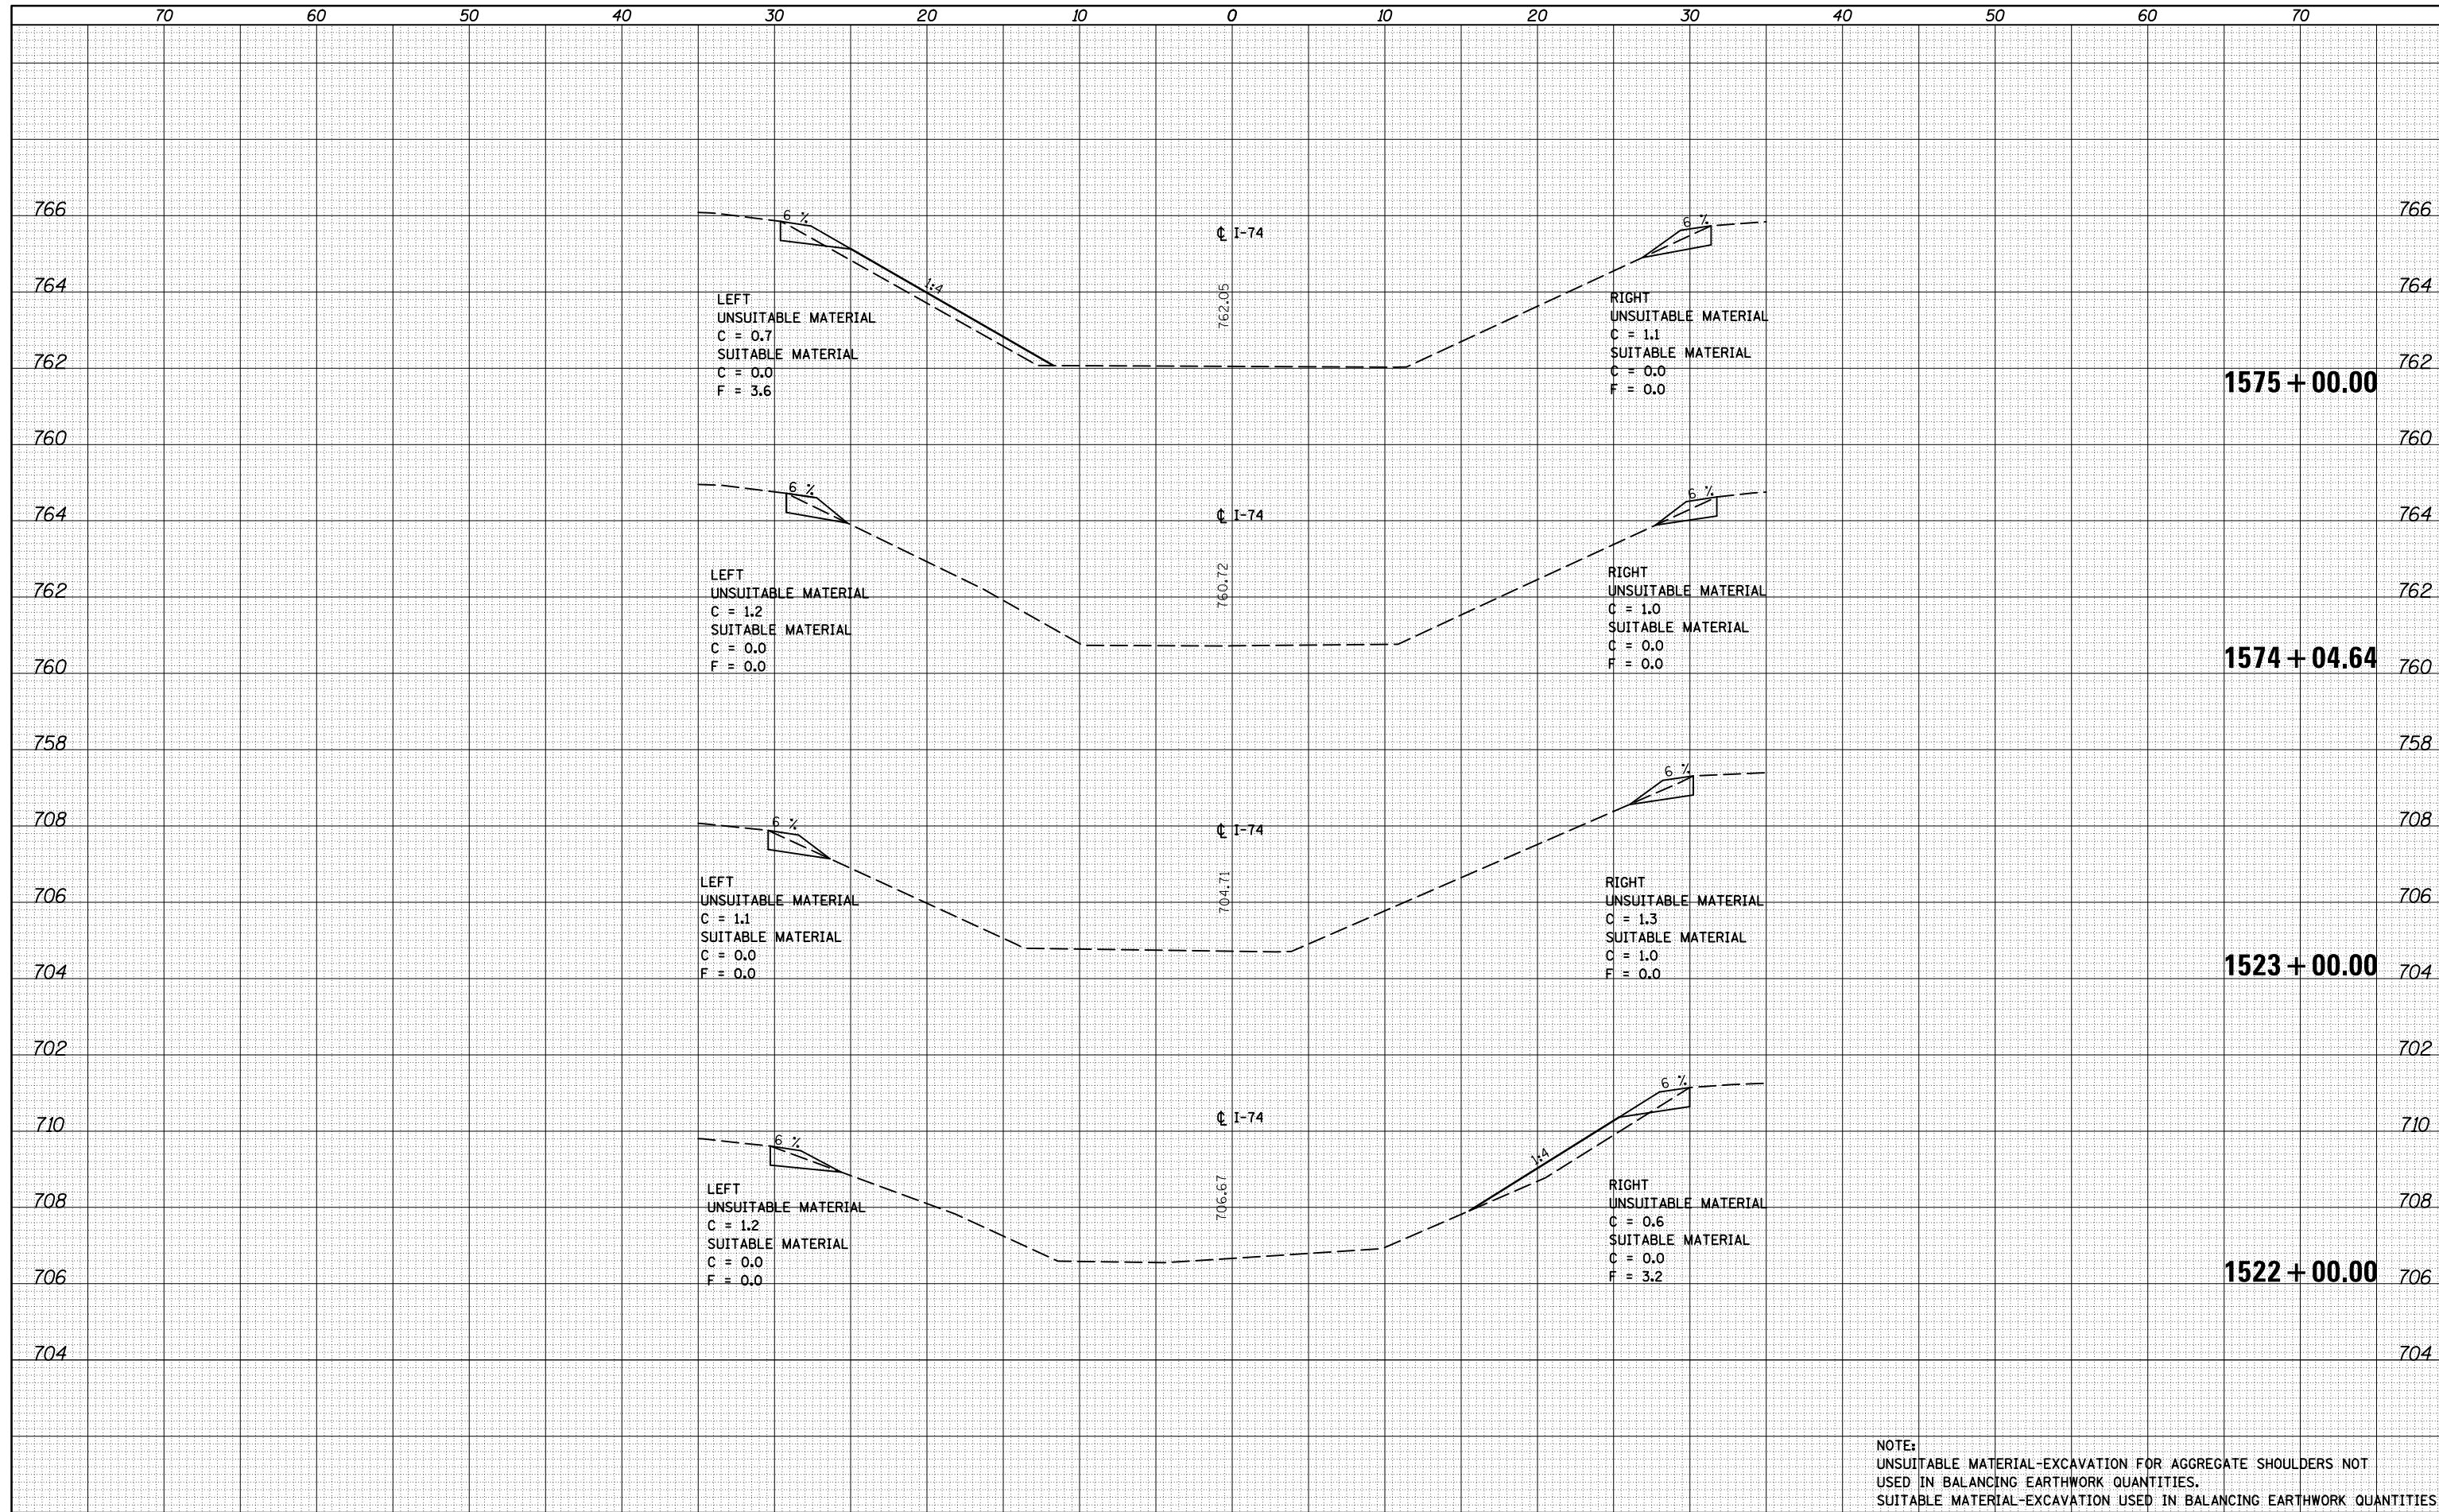 70 60 50 40 30 20 10 0 10 20 30 40 50 60 70
766 6 % 6 % 766
℄ I-74
764 1:4 762.05 764
LEFT
UNSUITABLE MATERIAL
C = 0.7
SUITABLE MATERIAL
C = 0.0
F = 3.6
RIGHT
UNSUITABLE MATERIAL
C = 1.1
SUITABLE MATERIAL
C = 0.0
F = 0.0
762 762
1575+00.00
760 760
6 % 6 %
764 ℄ I-74 764
760.72
LEFT
UNSUITABLE MATERIAL
C = 1.2
SUITABLE MATERIAL
C = 0.0
F = 0.0
RIGHT
UNSUITABLE MATERIAL
C = 1.0
SUITABLE MATERIAL
C = 0.0
F = 0.0
762 762
1574+04.64
760 760
758 758
6 % 6 %
708 ℄ I-74 708
704.71
LEFT
UNSUITABLE MATERIAL
C = 1.1
SUITABLE MATERIAL
C = 0.0
F = 0.0
RIGHT
UNSUITABLE MATERIAL
C = 1.3
SUITABLE MATERIAL
C = 1.0
F = 0.0
706 706
1523+00.00
704 704
702 702
6 % 6 %
710 ℄ I-74 710
1:4
706.67
LEFT
UNSUITABLE MATERIAL
C = 1.2
SUITABLE MATERIAL
C = 0.0
F = 0.0
RIGHT
UNSUITABLE MATERIAL
C = 0.6
SUITABLE MATERIAL
C = 0.0
F = 3.2
708 708
1522+00.00
706 706
704 704
NOTE:
UNSUITABLE MATERIAL-EXCAVATION FOR AGGREGATE SHOULDERS NOT
USED IN BALANCING EARTHWORK QUANTITIES.
SUITABLE MATERIAL-EXCAVATION USED IN BALANCING EARTHWORK QUANTITIES